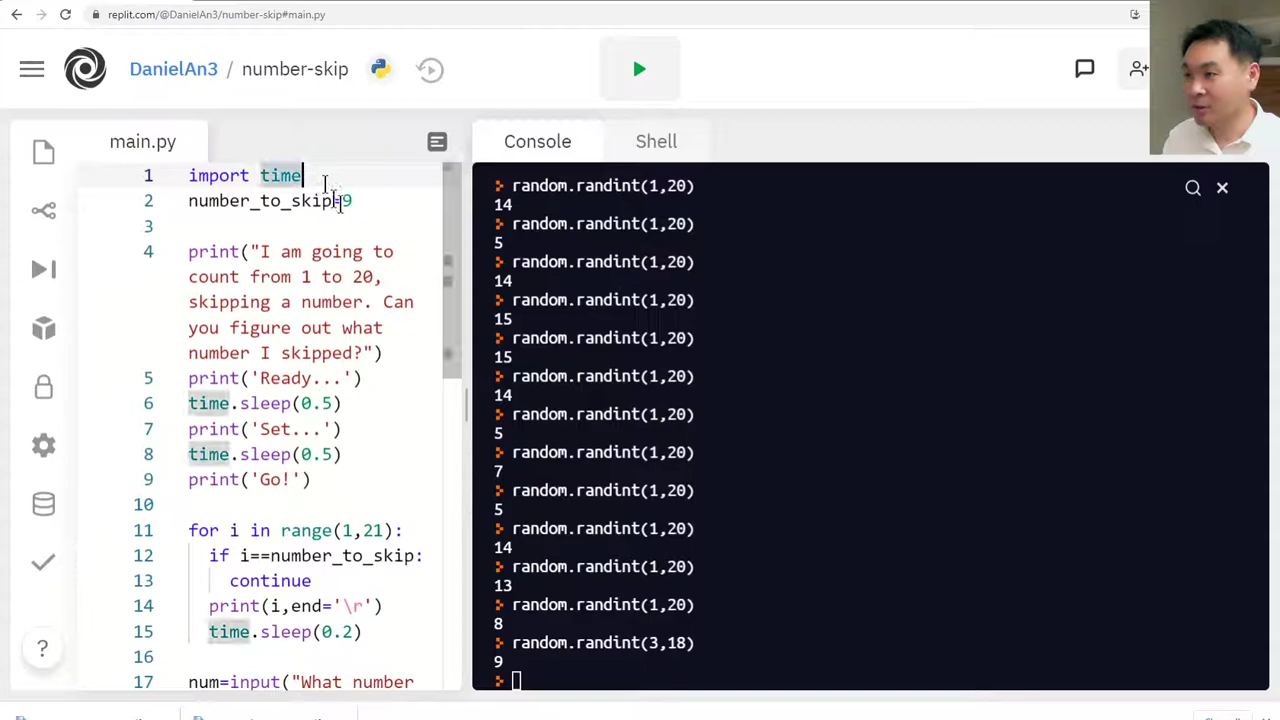 replit.com/@DanielAn3/number-skip#main.py
DanielAn3 / number-skip
main.py
1 import time
2 number_to_skip=9
3
4 print("I am going to
count from 1 to 20,
skipping a number. Can
you figure out what
number I skipped?")
5 print('Ready...')
6 time.sleep(0.5)
7 print('Set...')
8 time.sleep(0.5)
9 print('Go!')
10
11 for i in range(1,21):
12 if i==number_to_skip:
13 continue
14 print(i,end='\r')
15 time.sleep(0.2)
16
17 num=input("What number
?
Console Shell
random.randint(1,20)
14
random.randint(1,20)
5
random.randint(1,20)
14
random.randint(1,20)
15
random.randint(1,20)
15
random.randint(1,20)
14
random.randint(1,20)
5
random.randint(1,20)
7
random.randint(1,20)
5
random.randint(1,20)
14
random.randint(1,20)
13
random.randint(1,20)
8
random.randint(3,18)
9